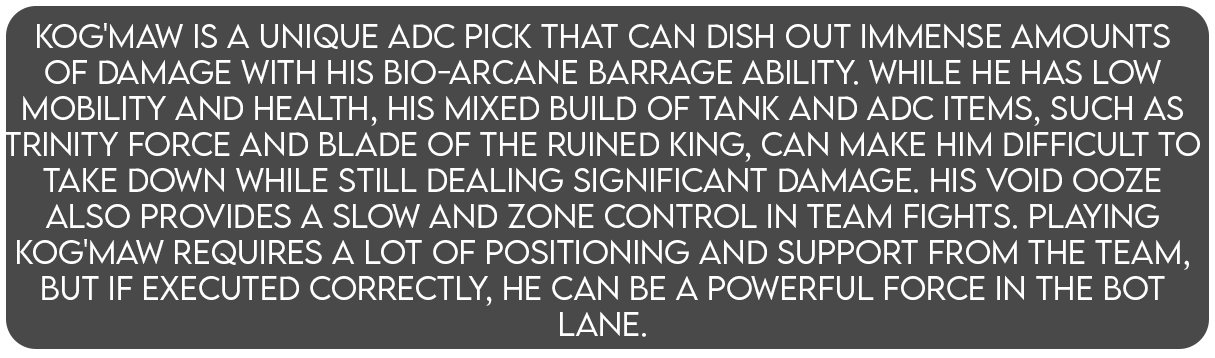 KOG'MAW IS A UNIQUE ADC PICK THAT CAN DISH OUT IMMENSE AMOUNTS
OF DAMAGE WITH HIS BIO-ARCANE BARRAGE ABILITY. WHILE HE HAS LOW
MOBILITY AND HEALTH, HIS MIXED BUILD OF TANK AND ADC ITEMS, SUCH AS
TRINITY FORCE AND BLADE OF THE RUINED KING, CAN MAKE HIM DIFFICULT TO
TAKE DOWN WHILE STILL DEALING SIGNIFICANT DAMAGE. HIS VOID OOZE
ALSO PROVIDES A SLOW AND ZONE CONTROL IN TEAM FIGHTS. PLAYING
KOG'MAW REQUIRES A LOT OF POSITIONING AND SUPPORT FROM THE TEAM,
BUT IF EXECUTED CORRECTLY, HE CAN BE A POWERFUL FORCE IN THE BOT
LANE.